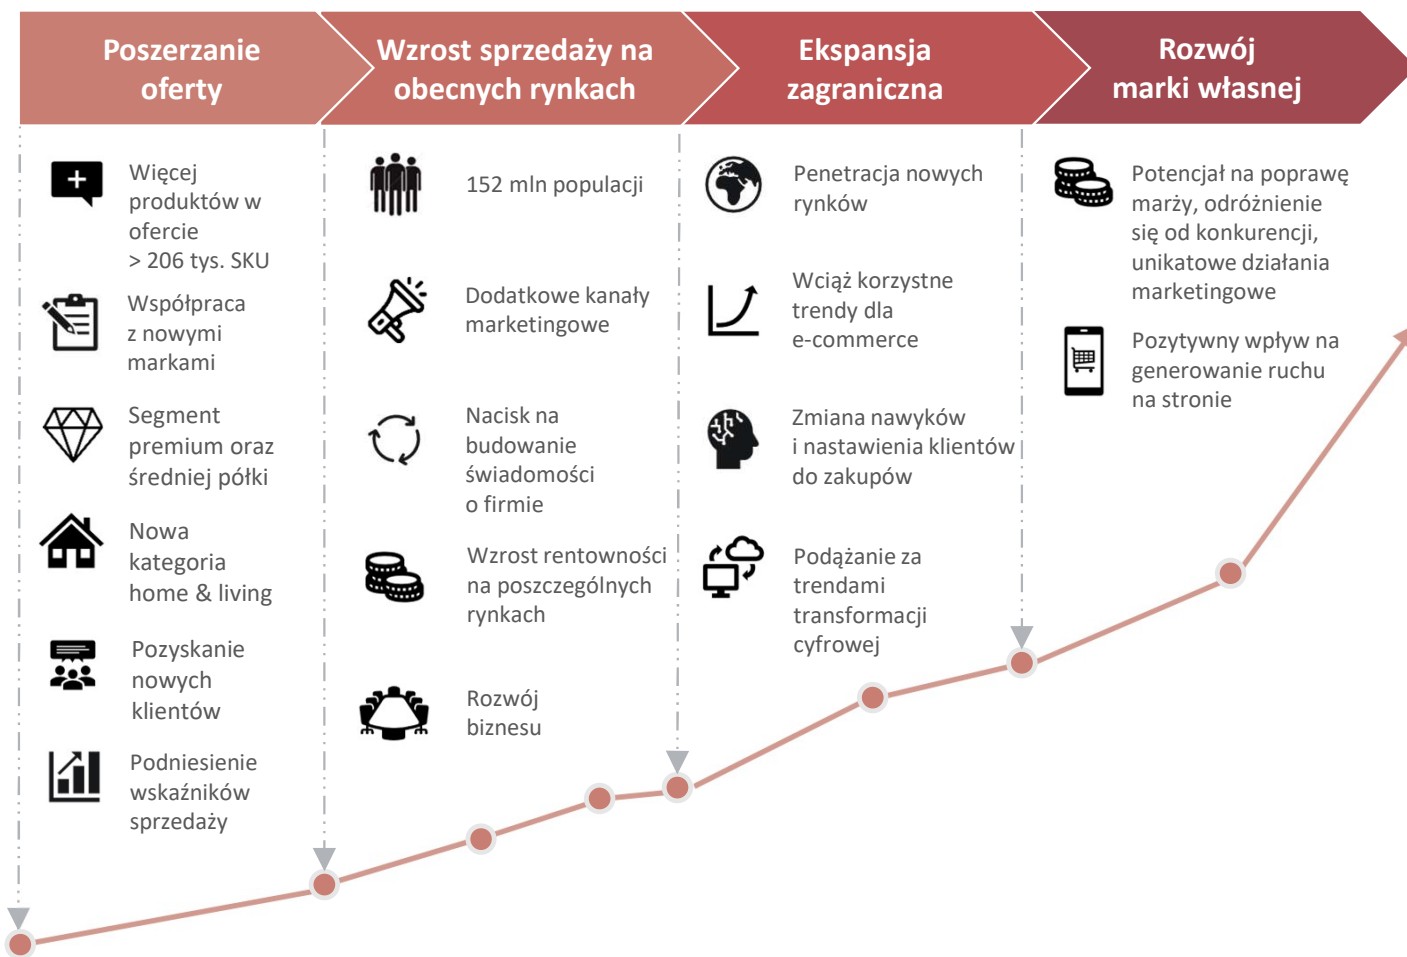 Poszerzanie
oferty
Wzrost sprzedaży na
obecnych rynkach
Ekspansja
zagraniczna
Rozwój
marki własnej
Więcej
produktów w
ofercie
> 206 tys. SKU
Współpraca
z nowymi
markami
Segment
premium oraz
średniej półki
Nowa
kategoria
home & living
Pozyskanie
nowych
klientów
Podniesienie
wskaźników
sprzedaży
152 mln populacji
Dodatkowe kanały
marketingowe
Nacisk na
budowanie
świadomości
o firmie
Wzrost rentowności
na poszczególnych
rynkach
Rozwój
biznesu
Penetracja nowych
rynków
Wciąż korzystne
trendy dla
e-commerce
Zmiana nawyków
i nastawienia klientów
do zakupów
Podążanie za
trendami
transformacji
cyfrowej
Potencjał na poprawę
marży, odróżnienie
się od konkurencji,
unikatowe działania
marketingowe
Pozytywny wpływ na
generowanie ruchu
na stronie